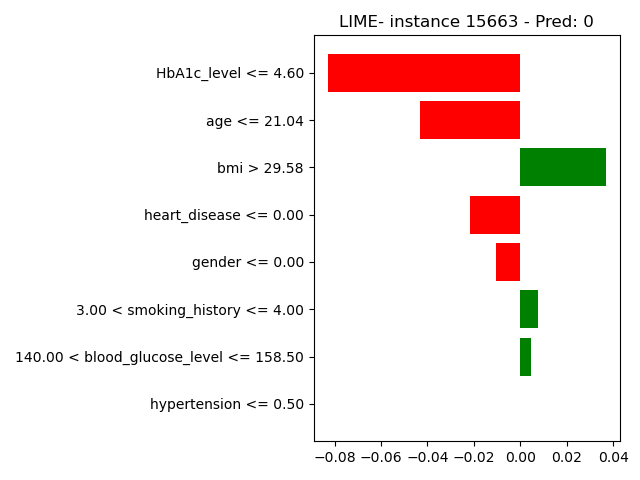 LIME- instance 15663 - Pred: 0
HbA1c_level <= 4.60
age <= 21.04
bmi > 29.58
heart_disease <= 0.00
gender <= 0.00
3.00 < smoking_history <= 4.00
140.00 < blood_glucose_level <= 158.50
hypertension <= 0.50
−0.08 −0.06 −0.04 −0.02 0.00 0.02 0.04